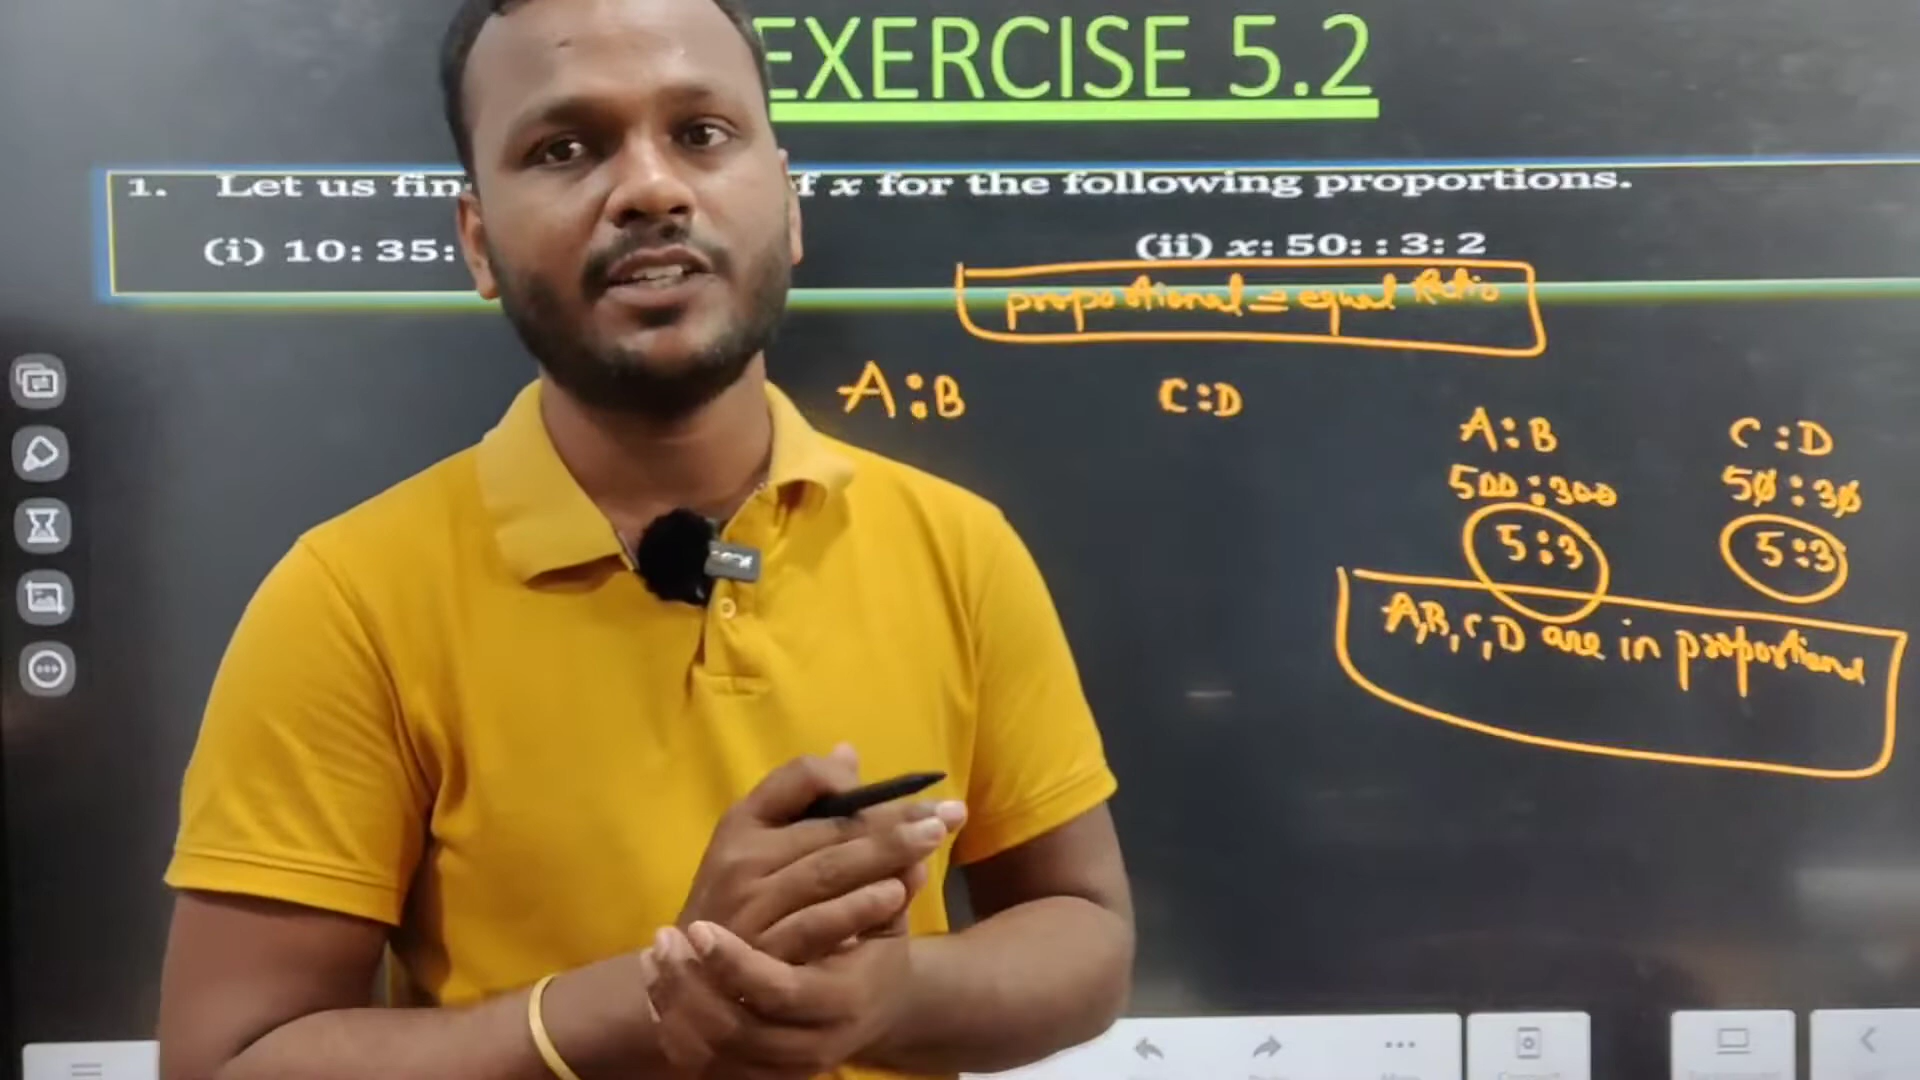 EXERCISE 5.2
1. Let us fin f x for the following proportions.
(i) 10: 35:
(ii) x: 50: : 3: 2
proportional = equal Ratio
A:B C:D
A:B C:D
500:300 50:30
5:3 5:3
A,B,C,D are in proportional